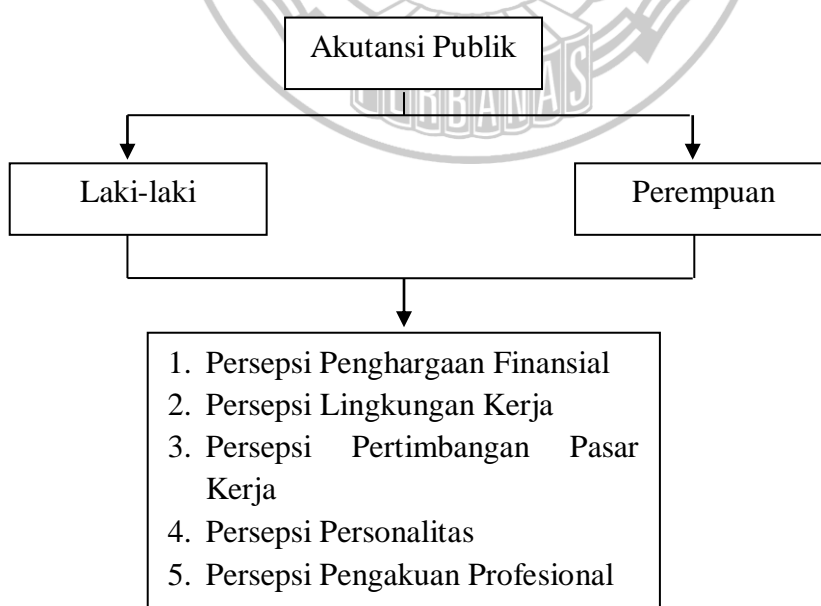 Akutansi Publik
PERBANAS
Laki-laki
Perempuan
1. Persepsi Penghargaan Finansial
2. Persepsi Lingkungan Kerja
3. Persepsi Pertimbangan Pasar
Kerja
4. Persepsi Personalitas
5. Persepsi Pengakuan Profesional